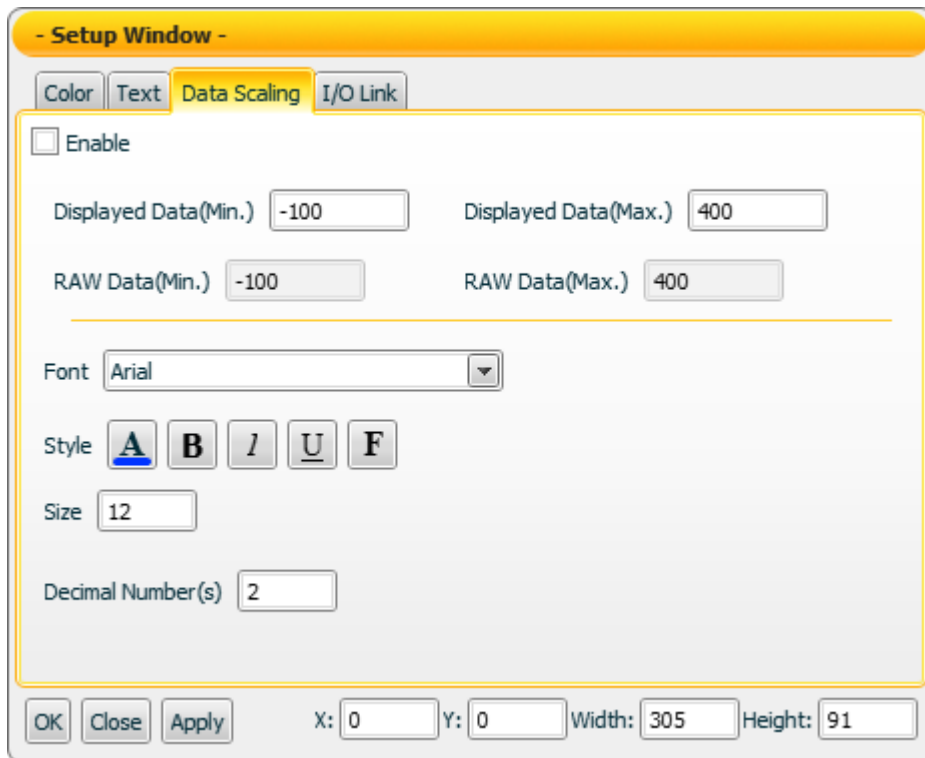 - Setup Window -
Color Text Data Scaling I/O Link
Enable
Displayed Data(Min.) -100 Displayed Data(Max.) 400
RAW Data(Min.) -100 RAW Data(Max.) 400
Font Arial
Style A B I U F
Size 12
Decimal Number(s) 2
OK Close Apply X: 0 Y: 0 Width: 305 Height: 91